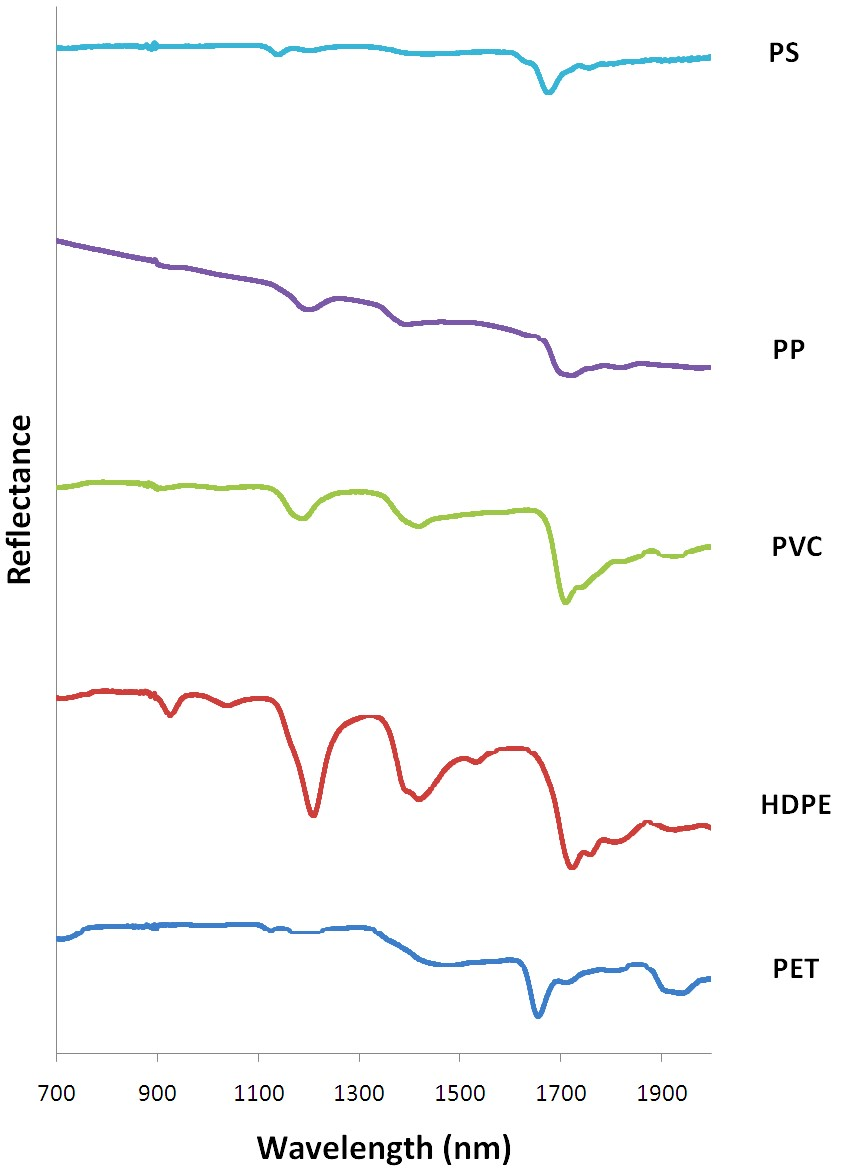 PS
PP
Reflectance
PVC
HDPE
PET
700 900 1100 1300 1500 1700 1900
Wavelength (nm)